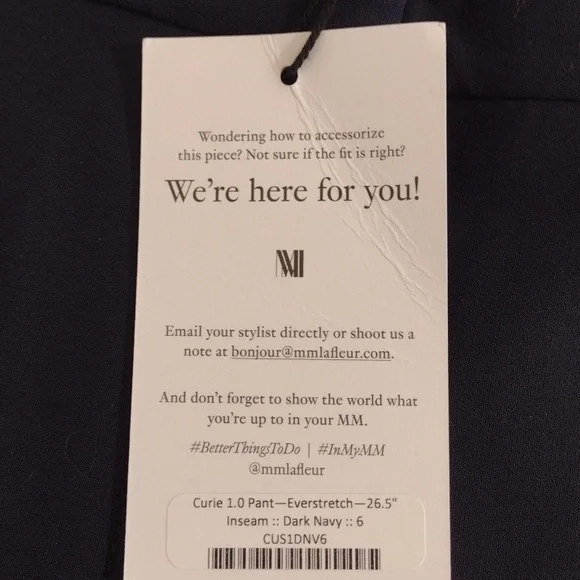 Wondering how to accessorize
this piece? Not sure if the fit is right?
We're here for you!
MM
Email your stylist directly or shoot us a
note at bonjour@mmlafleur.com.
And don't forget to show the world what
you're up to in your MM.
#BetterThingsToDo | #InMyMM
@mmlafleur
Curie 1.0 Pant—Everstretch—26.5"
Inseam :: Dark Navy :: 6
CUS1DNV6